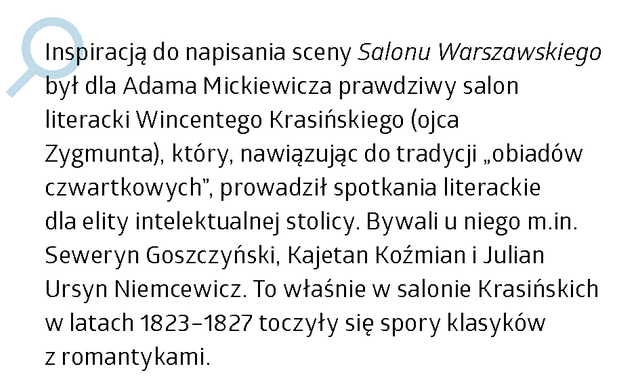 Inspiracją do napisania sceny Salonu Warszawskiego
był dla Adama Mickiewicza prawdziwy salon
literacki Wincentego Krasińskiego (ojca
Zygmunta), który, nawiązując do tradycji „obiadów
czwartkowych”, prowadził spotkania literackie
dla elity intelektualnej stolicy. Bywali u niego m.in.
Seweryn Goszczyński, Kajetan Koźmian i Julian
Ursyn Niemcewicz. To właśnie w salonie Krasińskich
w latach 1823–1827 toczyły się spory klasyków
z romantykami.